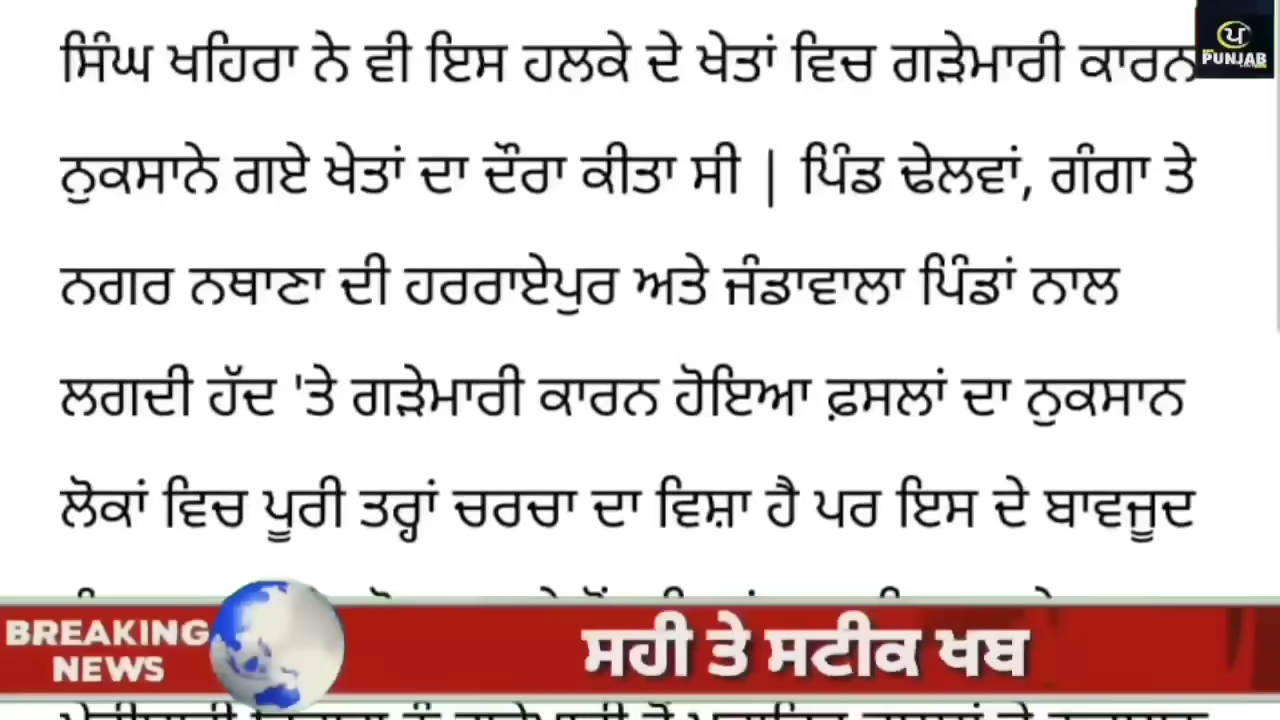 ਸਿੰਘ ਖਹਿਰਾ ਨੇ ਵੀ ਇਸ ਹਲਕੇ ਦੇ ਖੇਤਾਂ ਵਿਚ ਗੜੇਮਾਰੀ ਕਾਰਨ
ਪ
PUNJAB
ਨੁਕਸਾਨੇ ਗਏ ਖੇਤਾਂ ਦਾ ਦੌਰਾ ਕੀਤਾ ਸੀ | ਪਿੰਡ ਢੇਲਵਾਂ, ਗੰਗਾ ਤੇ
ਨਗਰ ਨਥਾਣਾ ਦੀ ਹਰਰਾਏਪੁਰ ਅਤੇ ਜੰਡਾਵਾਲਾ ਪਿੰਡਾਂ ਨਾਲ
ਲਗਦੀ ਹੱਦ 'ਤੇ ਗੜੇਮਾਰੀ ਕਾਰਨ ਹੋਇਆ ਫ਼ਸਲਾਂ ਦਾ ਨੁਕਸਾਨ
ਲੋਕਾਂ ਵਿਚ ਪੂਰੀ ਤਰ੍ਹਾਂ ਚਰਚਾ ਦਾ ਵਿਸ਼ਾ ਹੈ ਪਰ ਇਸ ਦੇ ਬਾਵਜੂਦ
BREAKING
NEWS
ਸਹੀ ਤੇ ਸਟੀਕ ਖਬ